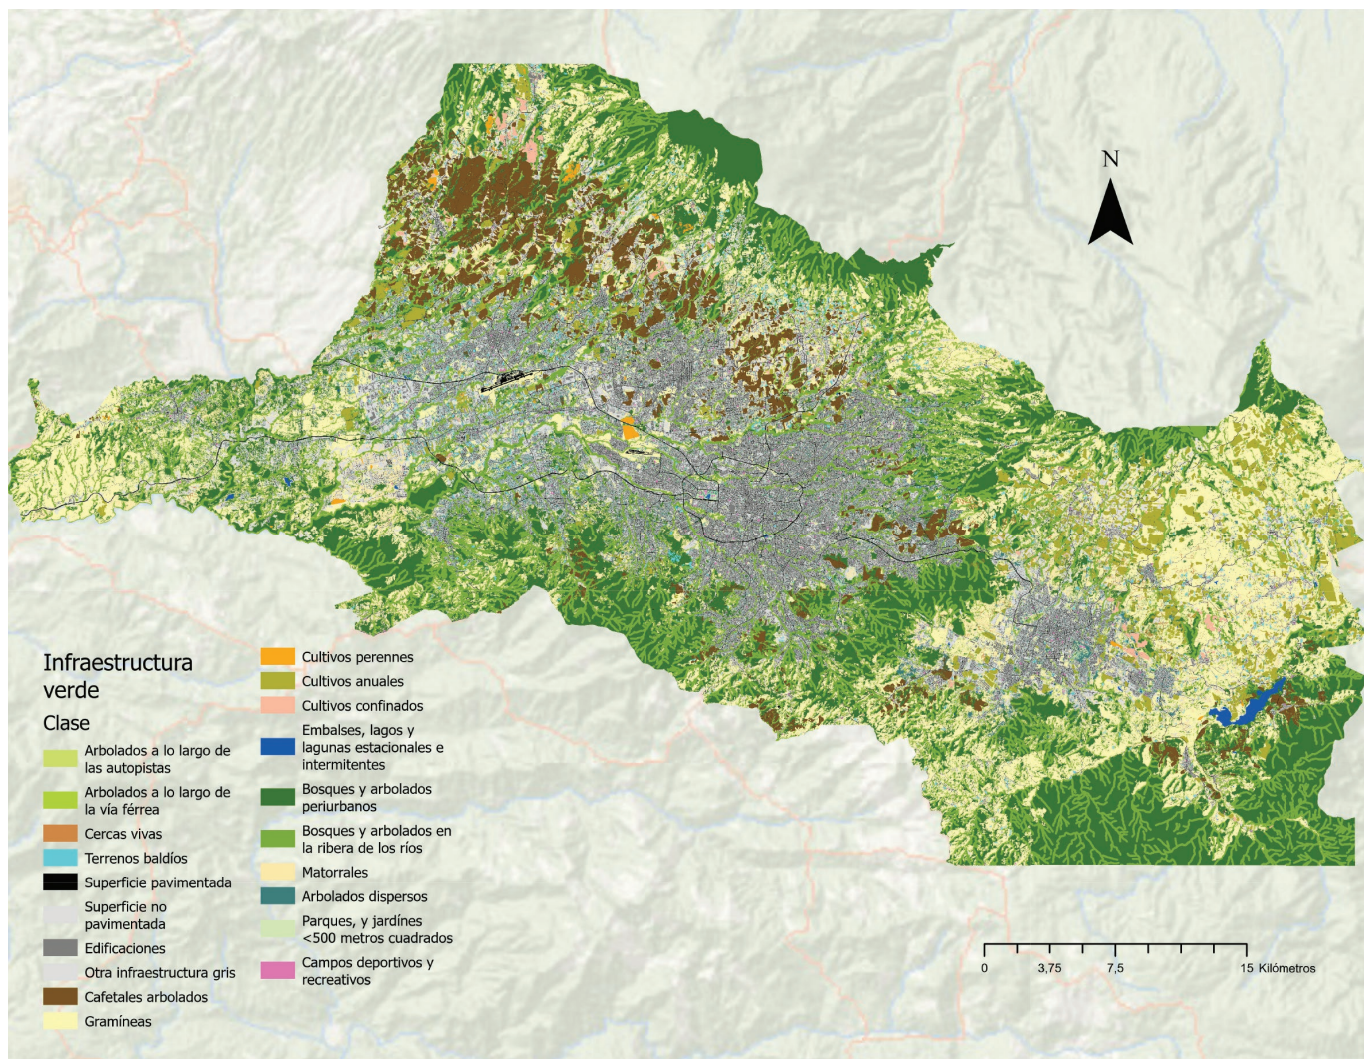 N
Infraestructura
verde
Clase
Arbolados a lo largo de
las autopistas
Arbolados a lo largo de
la vía férrea
Cercas vivas
Terrenos baldíos
Superficie pavimentada
Superficie no
pavimentada
Edificaciones
Otra infraestructura gris
Cafetales arbolados
Gramíneas
Cultivos perennes
Cultivos anuales
Cultivos confinados
Embalses, lagos y
lagunas estacionales e
intermitentes
Bosques y arbolados
periurbanos
Bosques y arbolados en
la ribera de los ríos
Matorrales
Arbolados dispersos
Parques, y jardínes
<500 metros cuadrados
Campos deportivos y
recreativos
0 3,75 7,5 15 Kilómetros